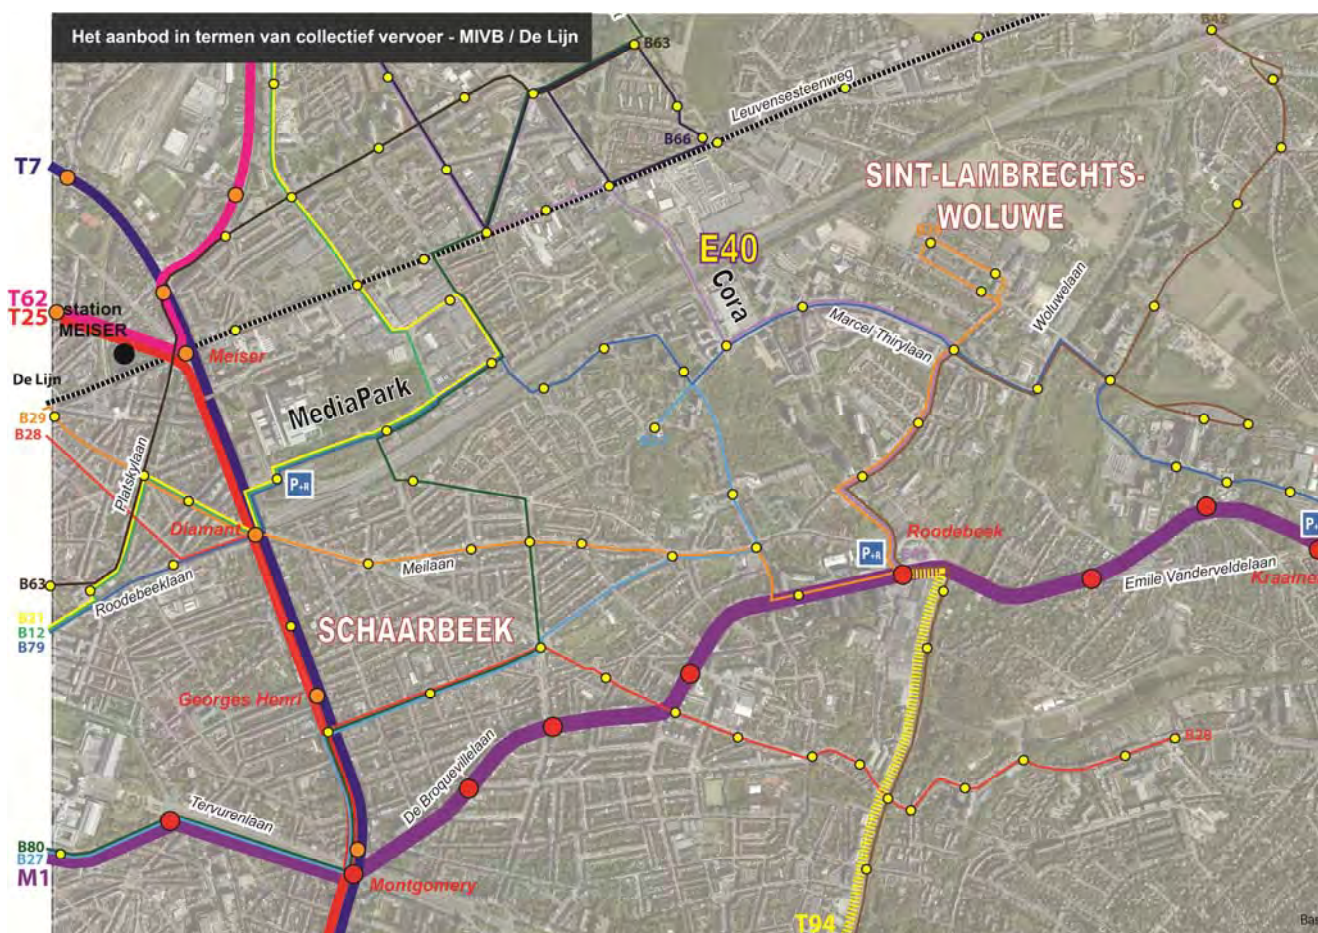 Het aanbod in termen van collectief vervoer - MIVB / De Lijn
B42
B63
Leuvensesteenweg
B66
T7
SINT-LAMBRECHTS-
WOLUWE
E40
Cora
Woluwelaan
T62
T25
station
MEISER
Meiser
Marcel Thirylaan
De Lijn
B29
B28
MediaPark
Platskylaan
P+R
Diamant
Roodebeek
P+R
P+
Meilaan
Emile Vanderveldelaan
B63
Roodebeeklaan
B21
B12
B79
SCHAARBEEK
Georges Henri
De Broquevillelaan
B28
Tervurenlaan
B80
B27
M1
Montgomery
T94